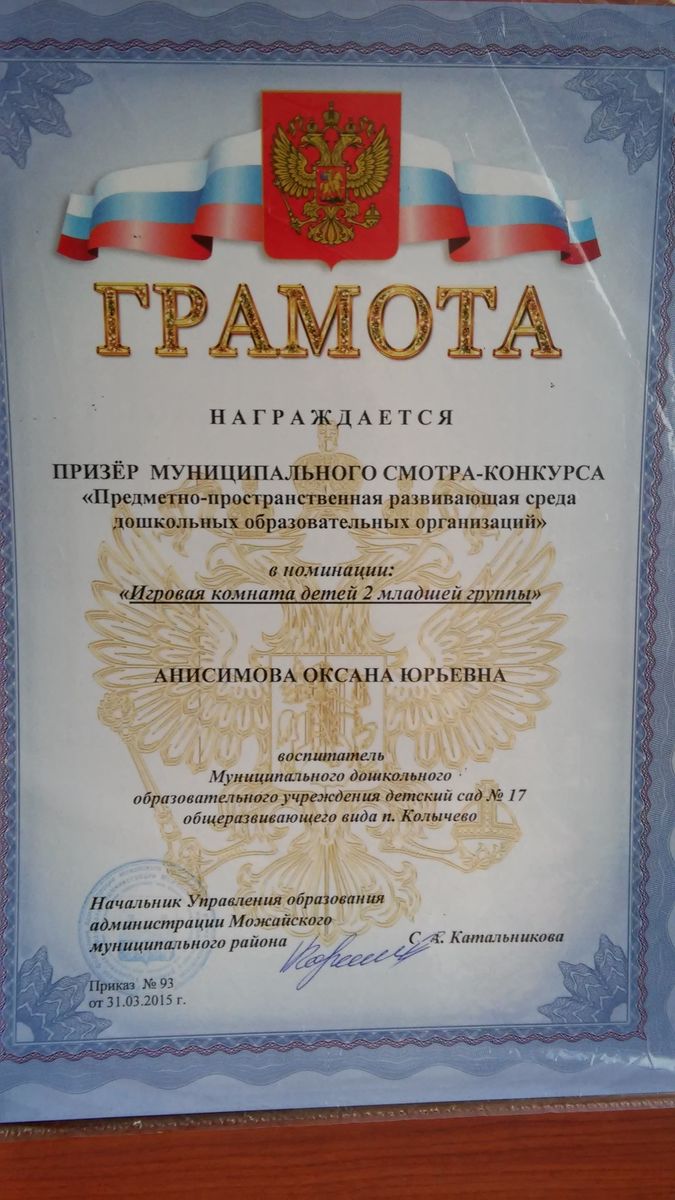 ГРАМОТА
НАГРАЖДАЕТСЯ
ПРИЗЁР МУНИЦИПАЛЬНОГО СМОТРА-КОНКУРСА
«Предметно-пространственная развивающая среда
дошкольных образовательных организаций»
в номинации:
«Игровая комната детей 2 младшей группы»
АНИСИМОВА ОКСАНА ЮРЬЕВНА
воспитатель
Муниципального дошкольного
образовательного учреждения детский сад № 17
общеразвивающего вида п. Колычево
Начальник Управления образования
администрации Можайского
муниципального района С. А. Катальникова
Приказ № 93
от 31.03.2015 г.